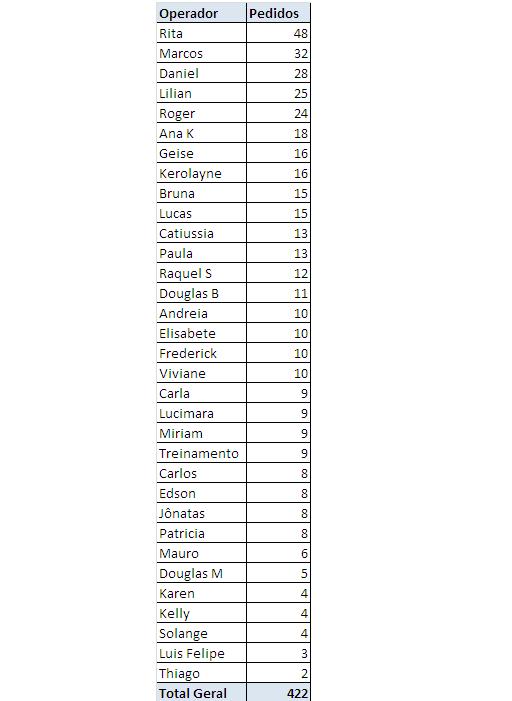 Operador Pedidos
Rita 48
Marcos 32
Daniel 28
Lilian 25
Roger 24
Ana K 18
Geise 16
Kerolayne 16
Bruna 15
Lucas 15
Catiussia 13
Paula 13
Raquel S 12
Douglas B 11
Andreia 10
Elisabete 10
Frederick 10
Viviane 10
Carla 9
Lucimara 9
Miriam 9
Treinamento 9
Carlos 8
Edson 8
Jônatas 8
Patricia 8
Mauro 6
Douglas M 5
Karen 4
Kelly 4
Solange 4
Luis Felipe 3
Thiago 2
Total Geral 422